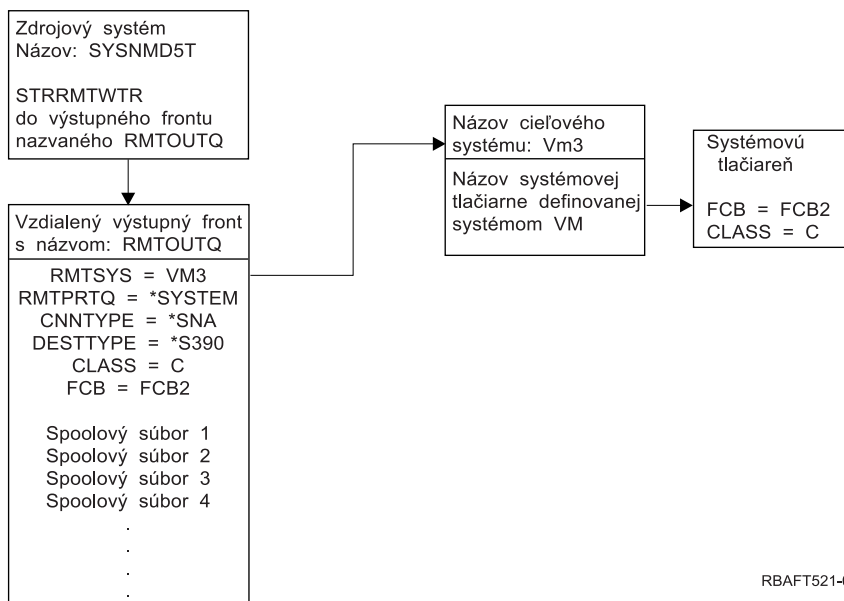 Zdrojový systém
Názov: SYSNMD5T
STRRMTWTR
do výstupného frontu
nazvaného RMTOUTQ
Vzdialený výstupný front
s názvom: RMTOUTQ
RMTSYS = VM3
RMTPRTQ = *SYSTEM
CNNTYPE = *SNA
DESTTYPE = *S390
CLASS = C
FCB = FCB2
Spoolový súbor 1
Spoolový súbor 2
Spoolový súbor 3
Spoolový súbor 4
.
.
.
.
Názov cieľového
systému: Vm3
Názov systémovej
tlačiarne definovanej
systémom VM
Systémovú
tlačiareň
FCB = FCB2
CLASS = C